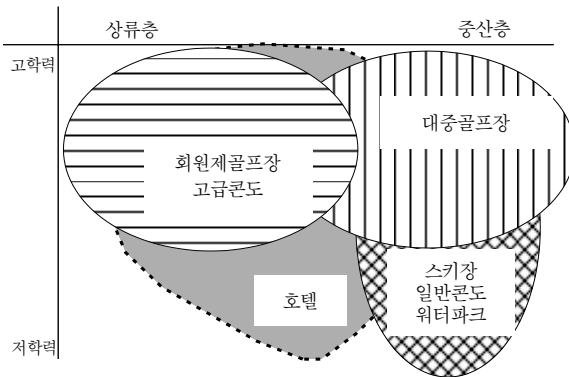 상류층
중산층
고학력
대중골프장
회원제골프장
고급콘도
스키장
일반콘도
워터파크
호텔
저학력